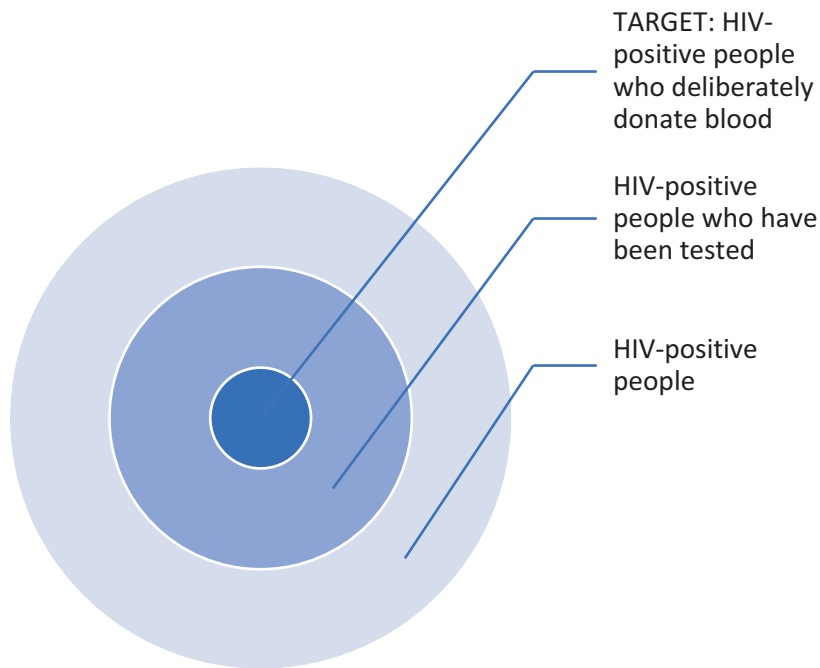 TARGET: HIV-
positive people
who deliberately
donate blood
HIV-positive
people who have
been tested
HIV-positive
people